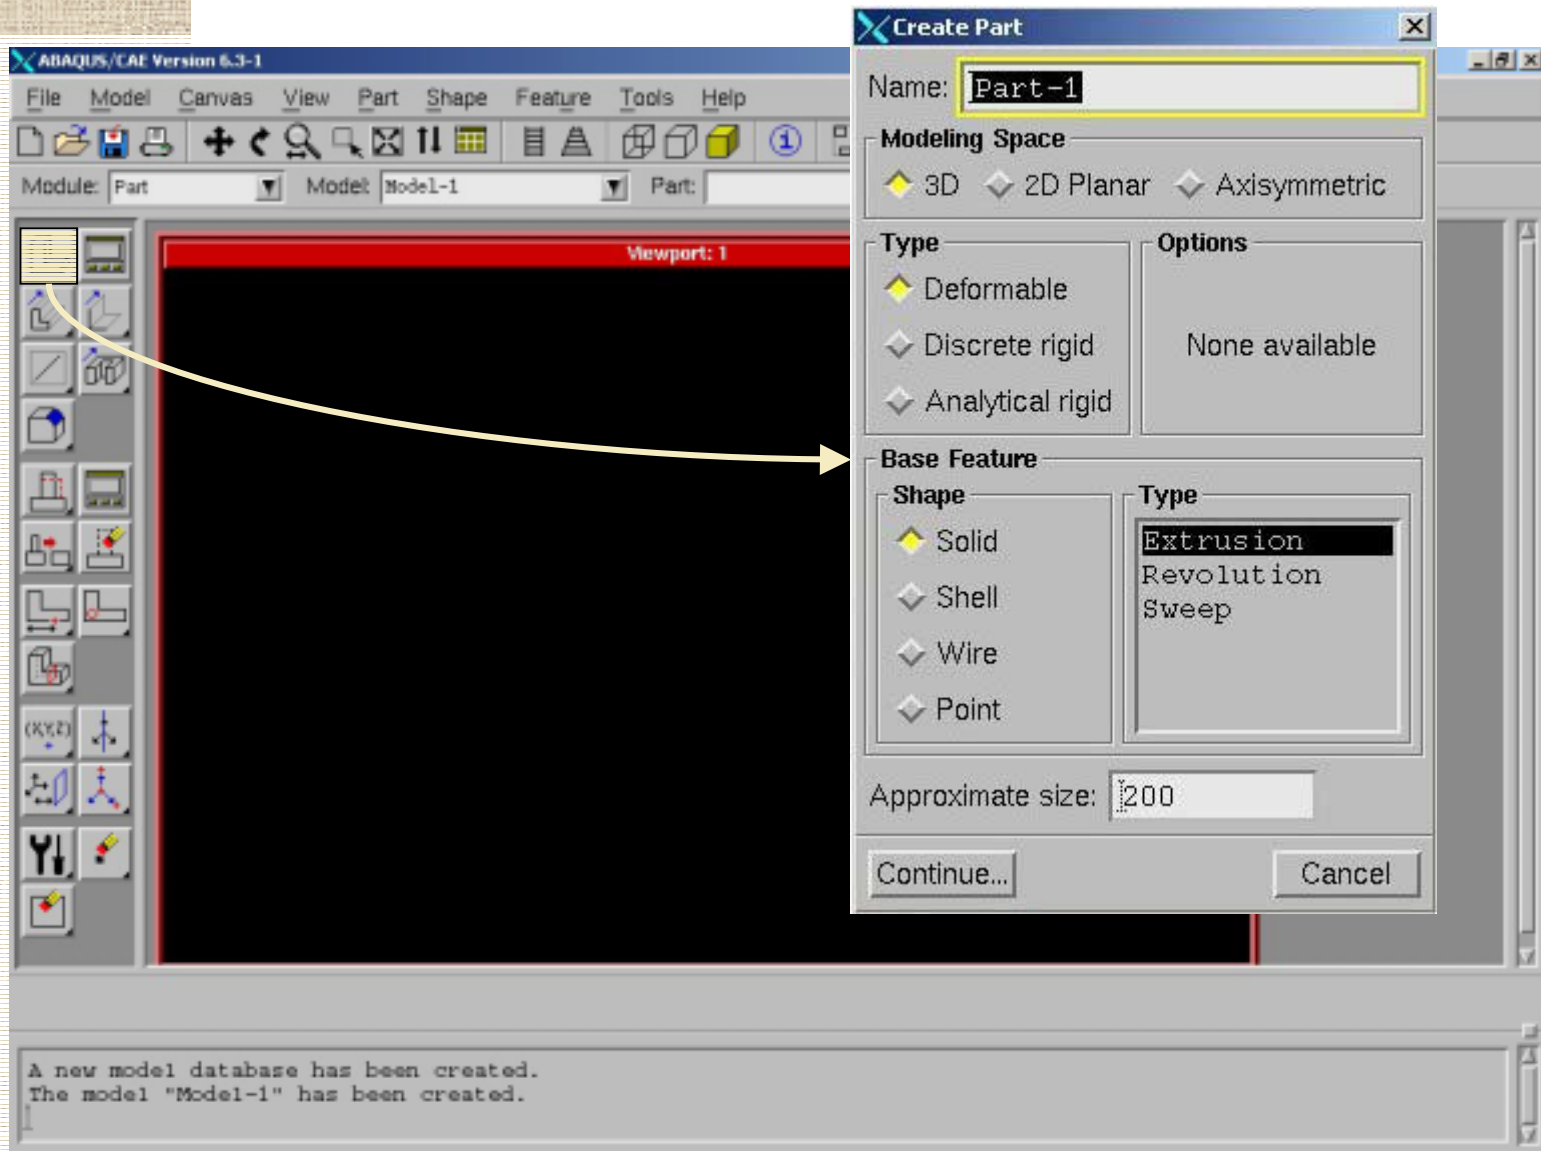 ABAQUS/CAE Version 6.3-1
File Model Canvas View Part Shape Feature Tools Help
Module: Part Model: Model-1 Part:
Viewport: 1
(X,Y,Z)
Create Part
Name: Part-1
Modeling Space
3D 2D Planar Axisymmetric
Type
Deformable
Discrete rigid
Analytical rigid
Options
None available
Base Feature
Shape
Solid
Shell
Wire
Point
Type
Extrusion
Revolution
Sweep
Approximate size: 200
Continue... Cancel
A new model database has been created.
The model "Model-1" has been created.